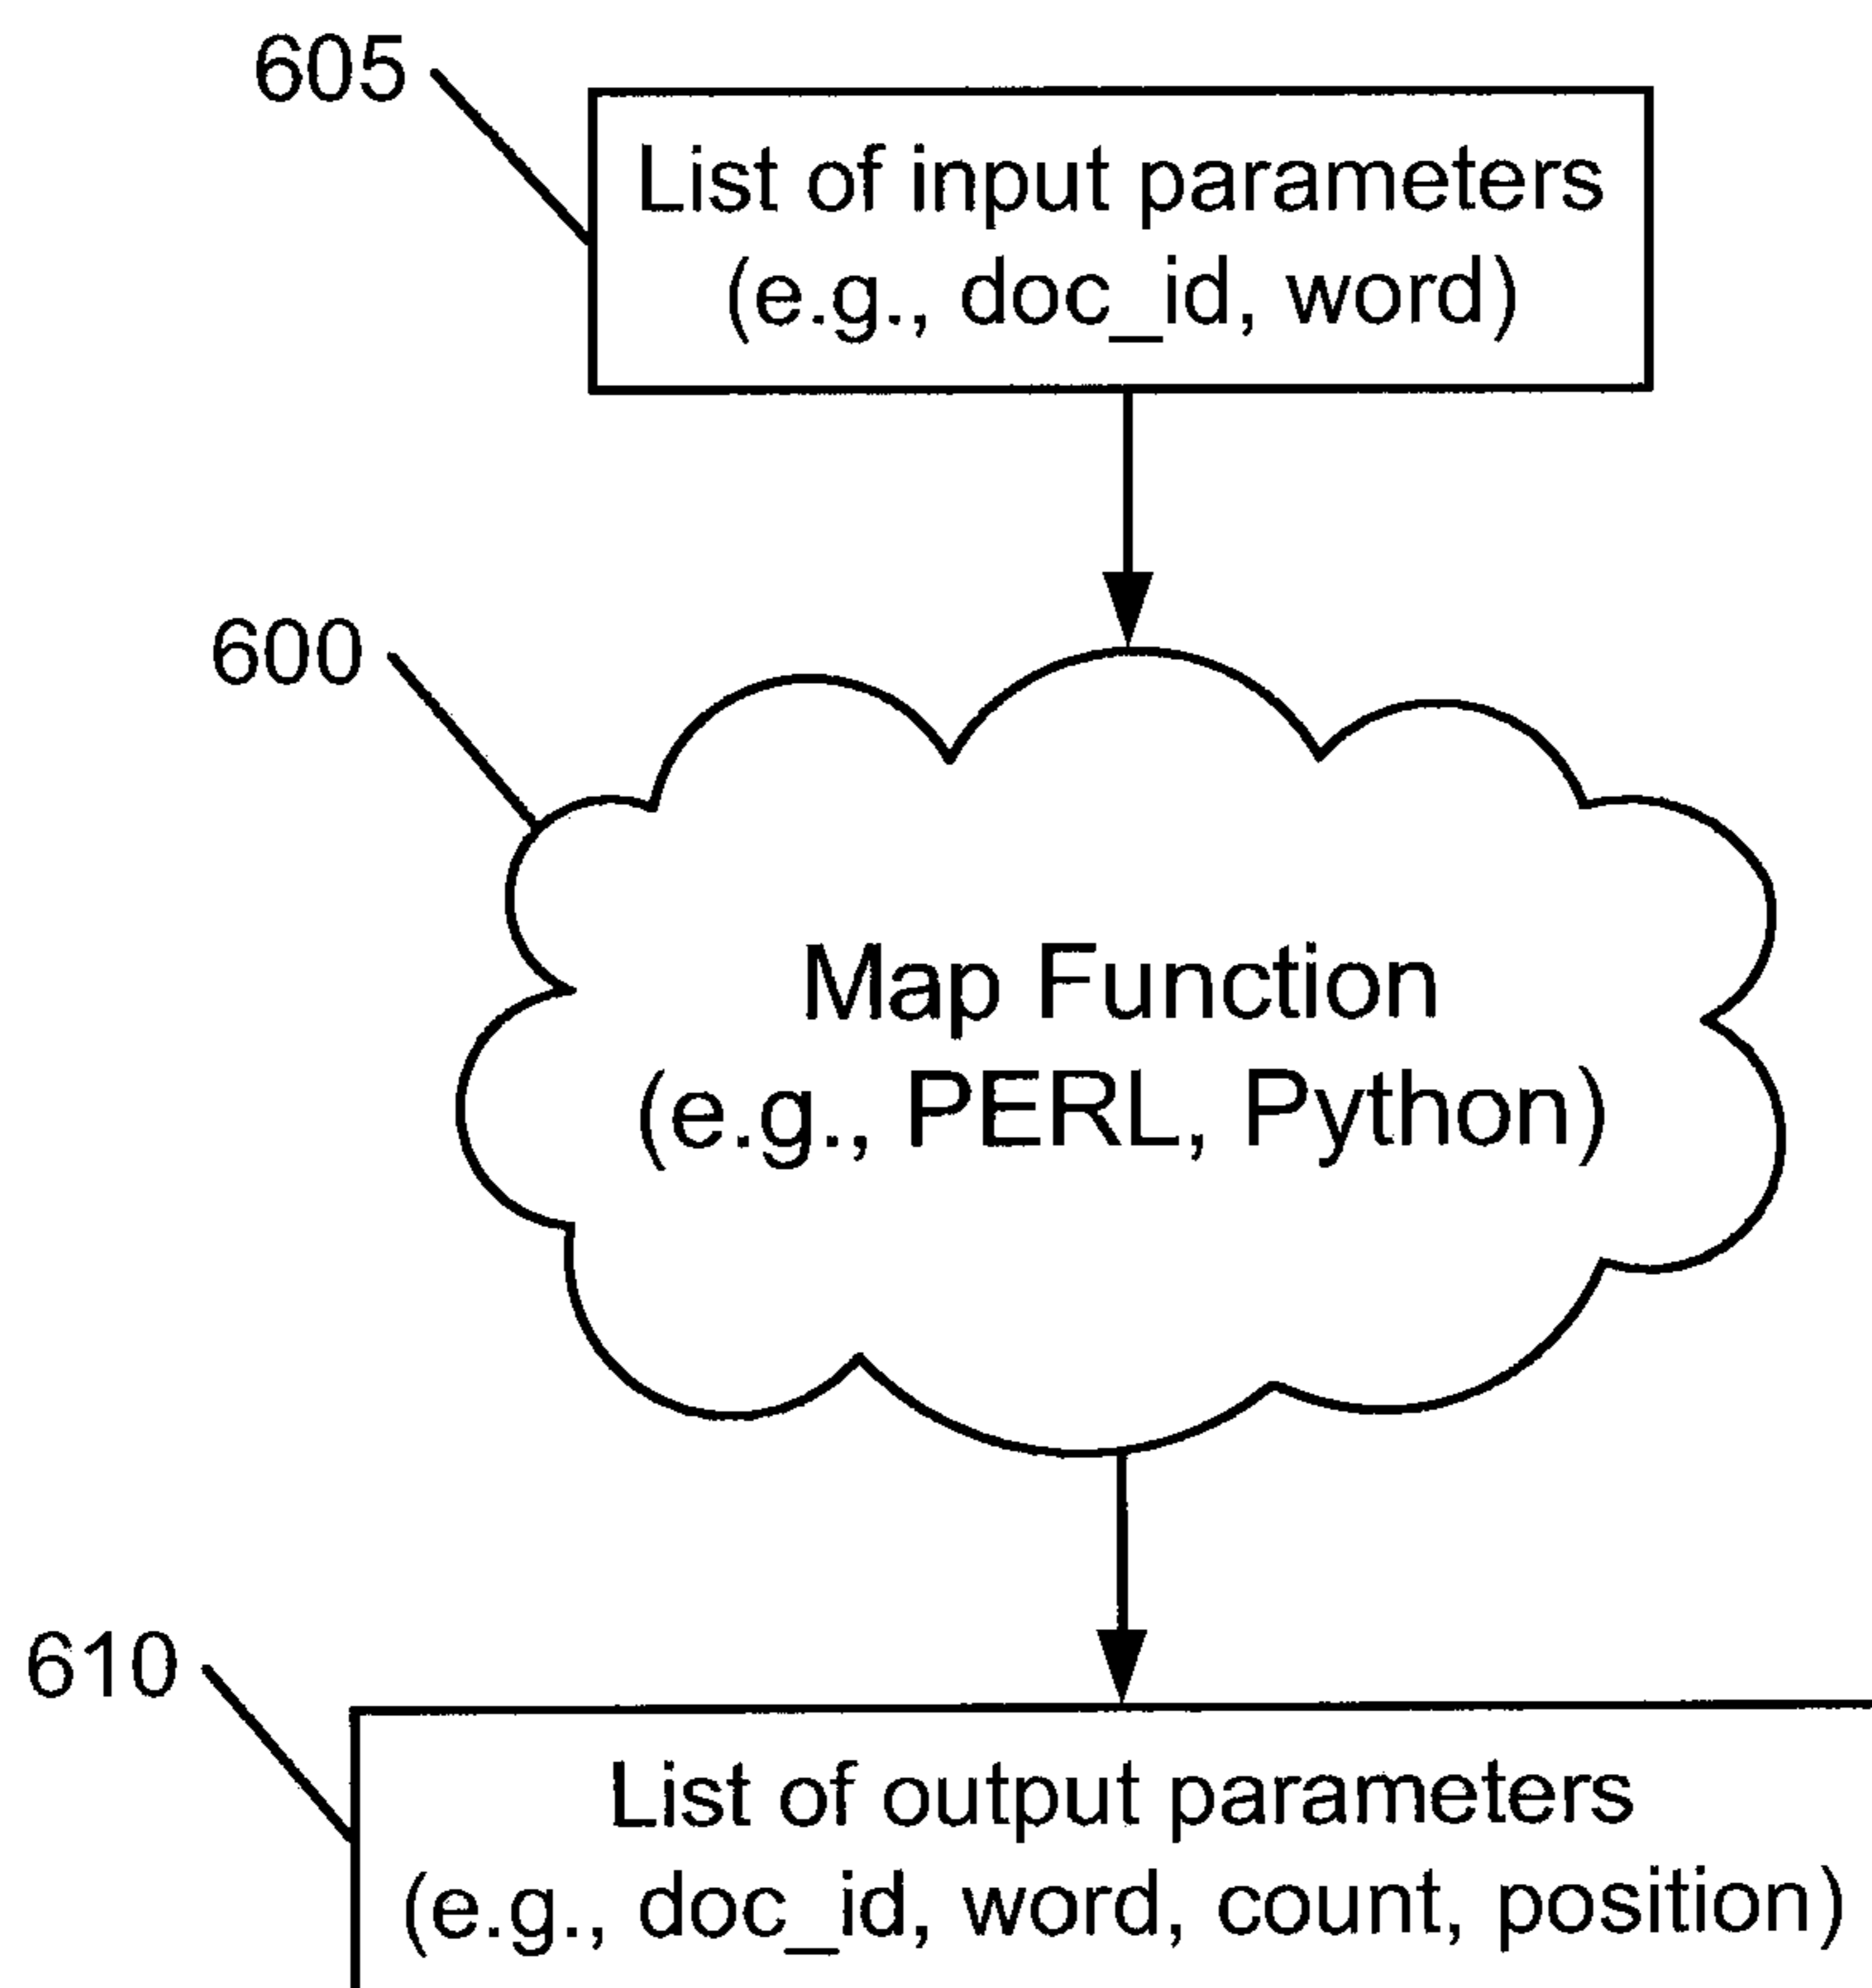 605
List of input parameters
(e.g., doc_id, word)
600
Map Function
(e.g., PERL, Python)
610
List of output parameters
(e.g., doc_id, word, count, position)